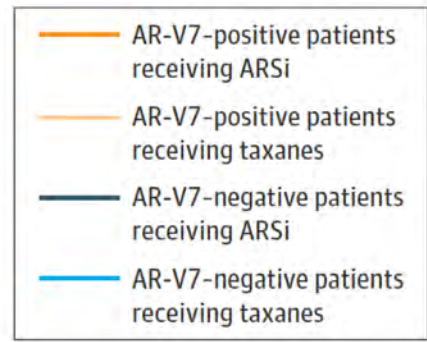 AR-V7–positive patients
receiving ARSi
AR-V7–positive patients
receiving taxanes
AR-V7–negative patients
receiving ARSi
AR-V7–negative patients
receiving taxanes